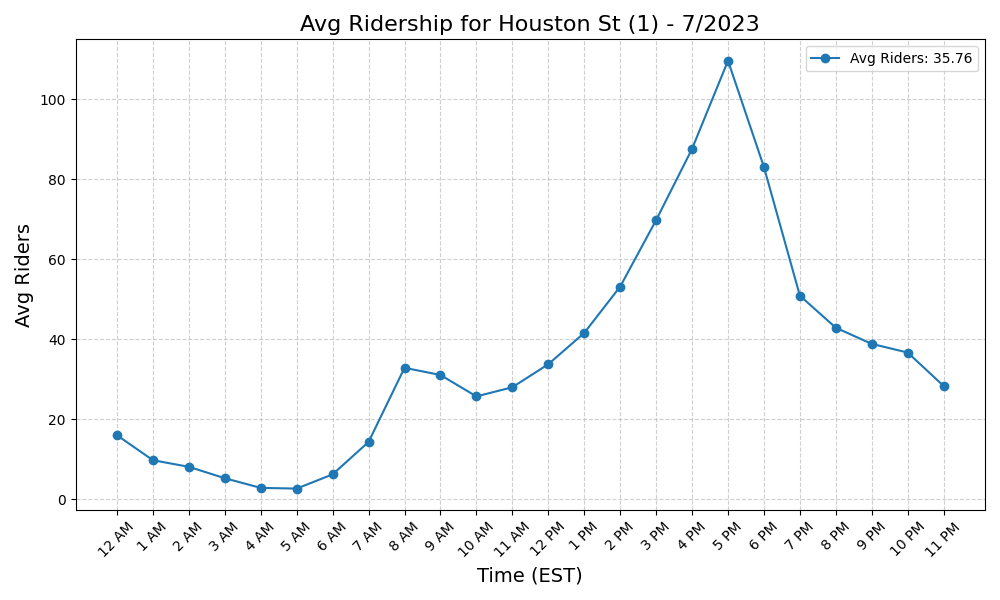 Avg Ridership for Houston St (1) - 7/2023
Avg Riders: 35.76
Avg Riders
100
80
60
40
20
0
12 AM
1 AM
2 AM
3 AM
4 AM
5 AM
6 AM
7 AM
8 AM
9 AM
10 AM
11 AM
12 PM
1 PM
2 PM
3 PM
4 PM
5 PM
6 PM
7 PM
8 PM
9 PM
10 PM
11 PM
Time (EST)